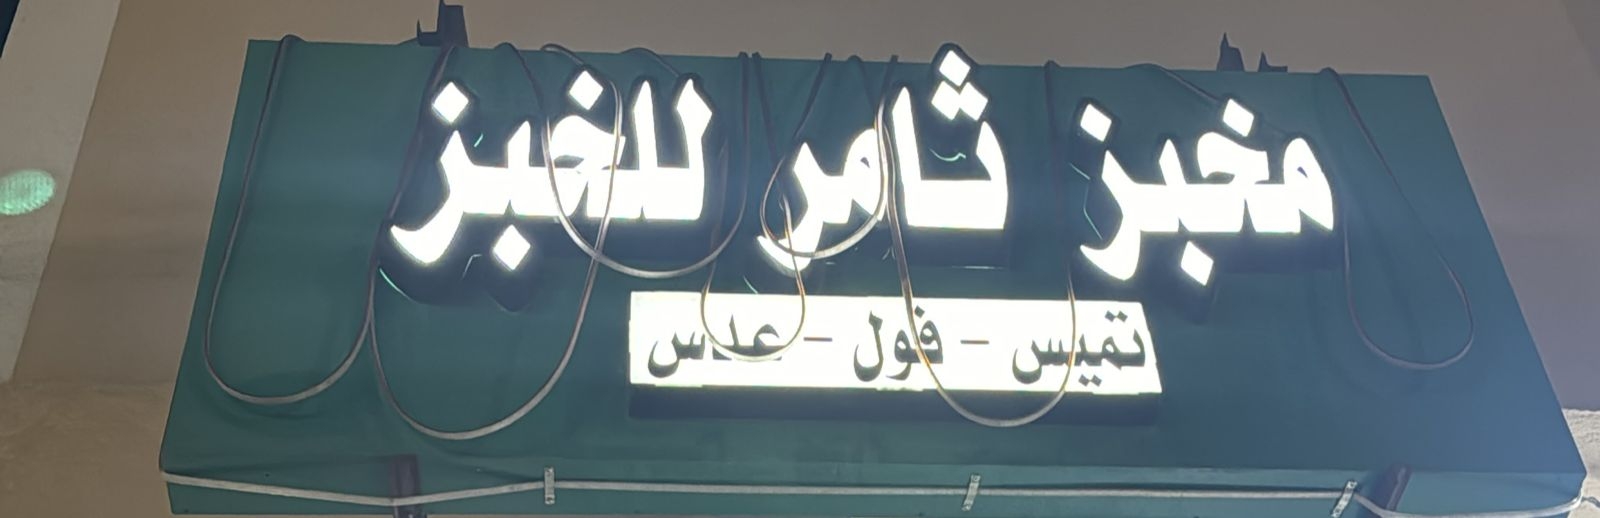 مخبز ثامر للخبز
تميس - فول - عدس